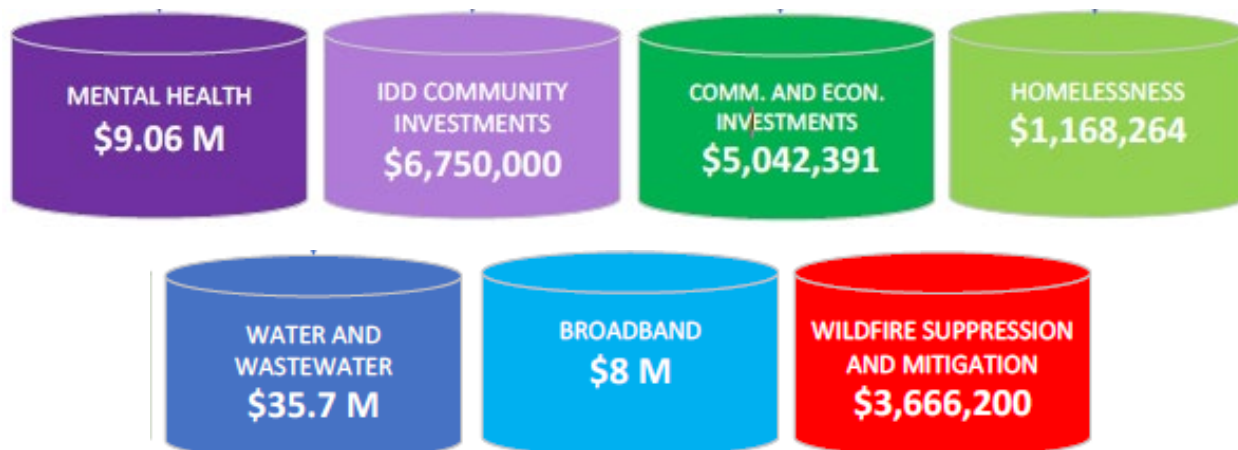 MENTAL HEALTH
$9.06 M
IDD COMMUNITY
INVESTMENTS
$6,750,000
COMM. AND ECON.
INVESTMENTS
$5,042,391
HOMELESSNESS
$1,168,264
WATER AND
WASTEWATER
$35.7 M
BROADBAND
$8 M
WILDFIRE SUPPRESSION
AND MITIGATION
$3,666,200